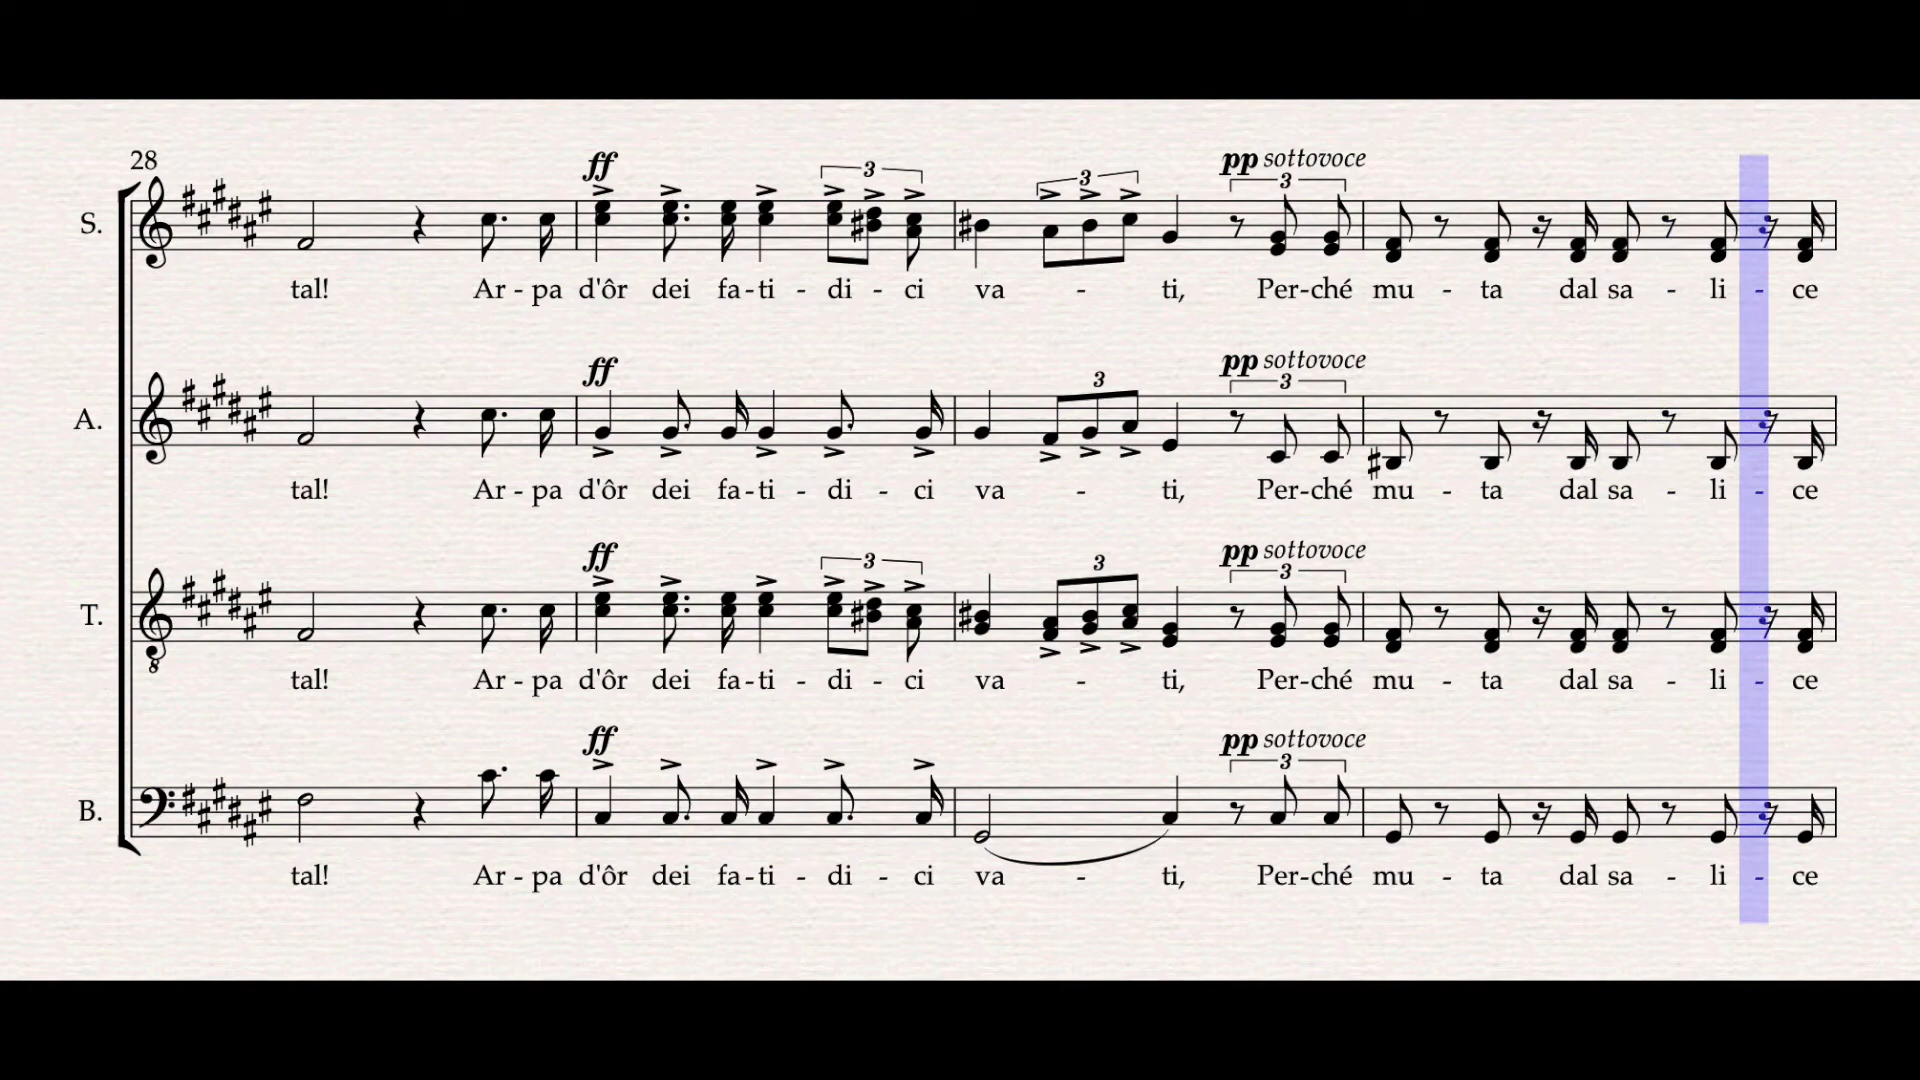 28
ff
3
3
pp sottovoce
3
S.
tal! Ar - pa d'ôr dei fa - ti - di - ci va - ti, Per - ché mu - ta dal sa - li - ce
ff
3
pp sottovoce
3
A.
tal! Ar - pa d'ôr dei fa - ti - di - ci va - ti, Per - ché mu - ta dal sa - li - ce
ff
3
3
pp sottovoce
3
T.
8
tal! Ar - pa d'ôr dei fa - ti - di - ci va - ti, Per - ché mu - ta dal sa - li - ce
ff
pp sottovoce
3
B.
tal! Ar - pa d'ôr dei fa - ti - di - ci va - ti, Per - ché mu - ta dal sa - li - ce